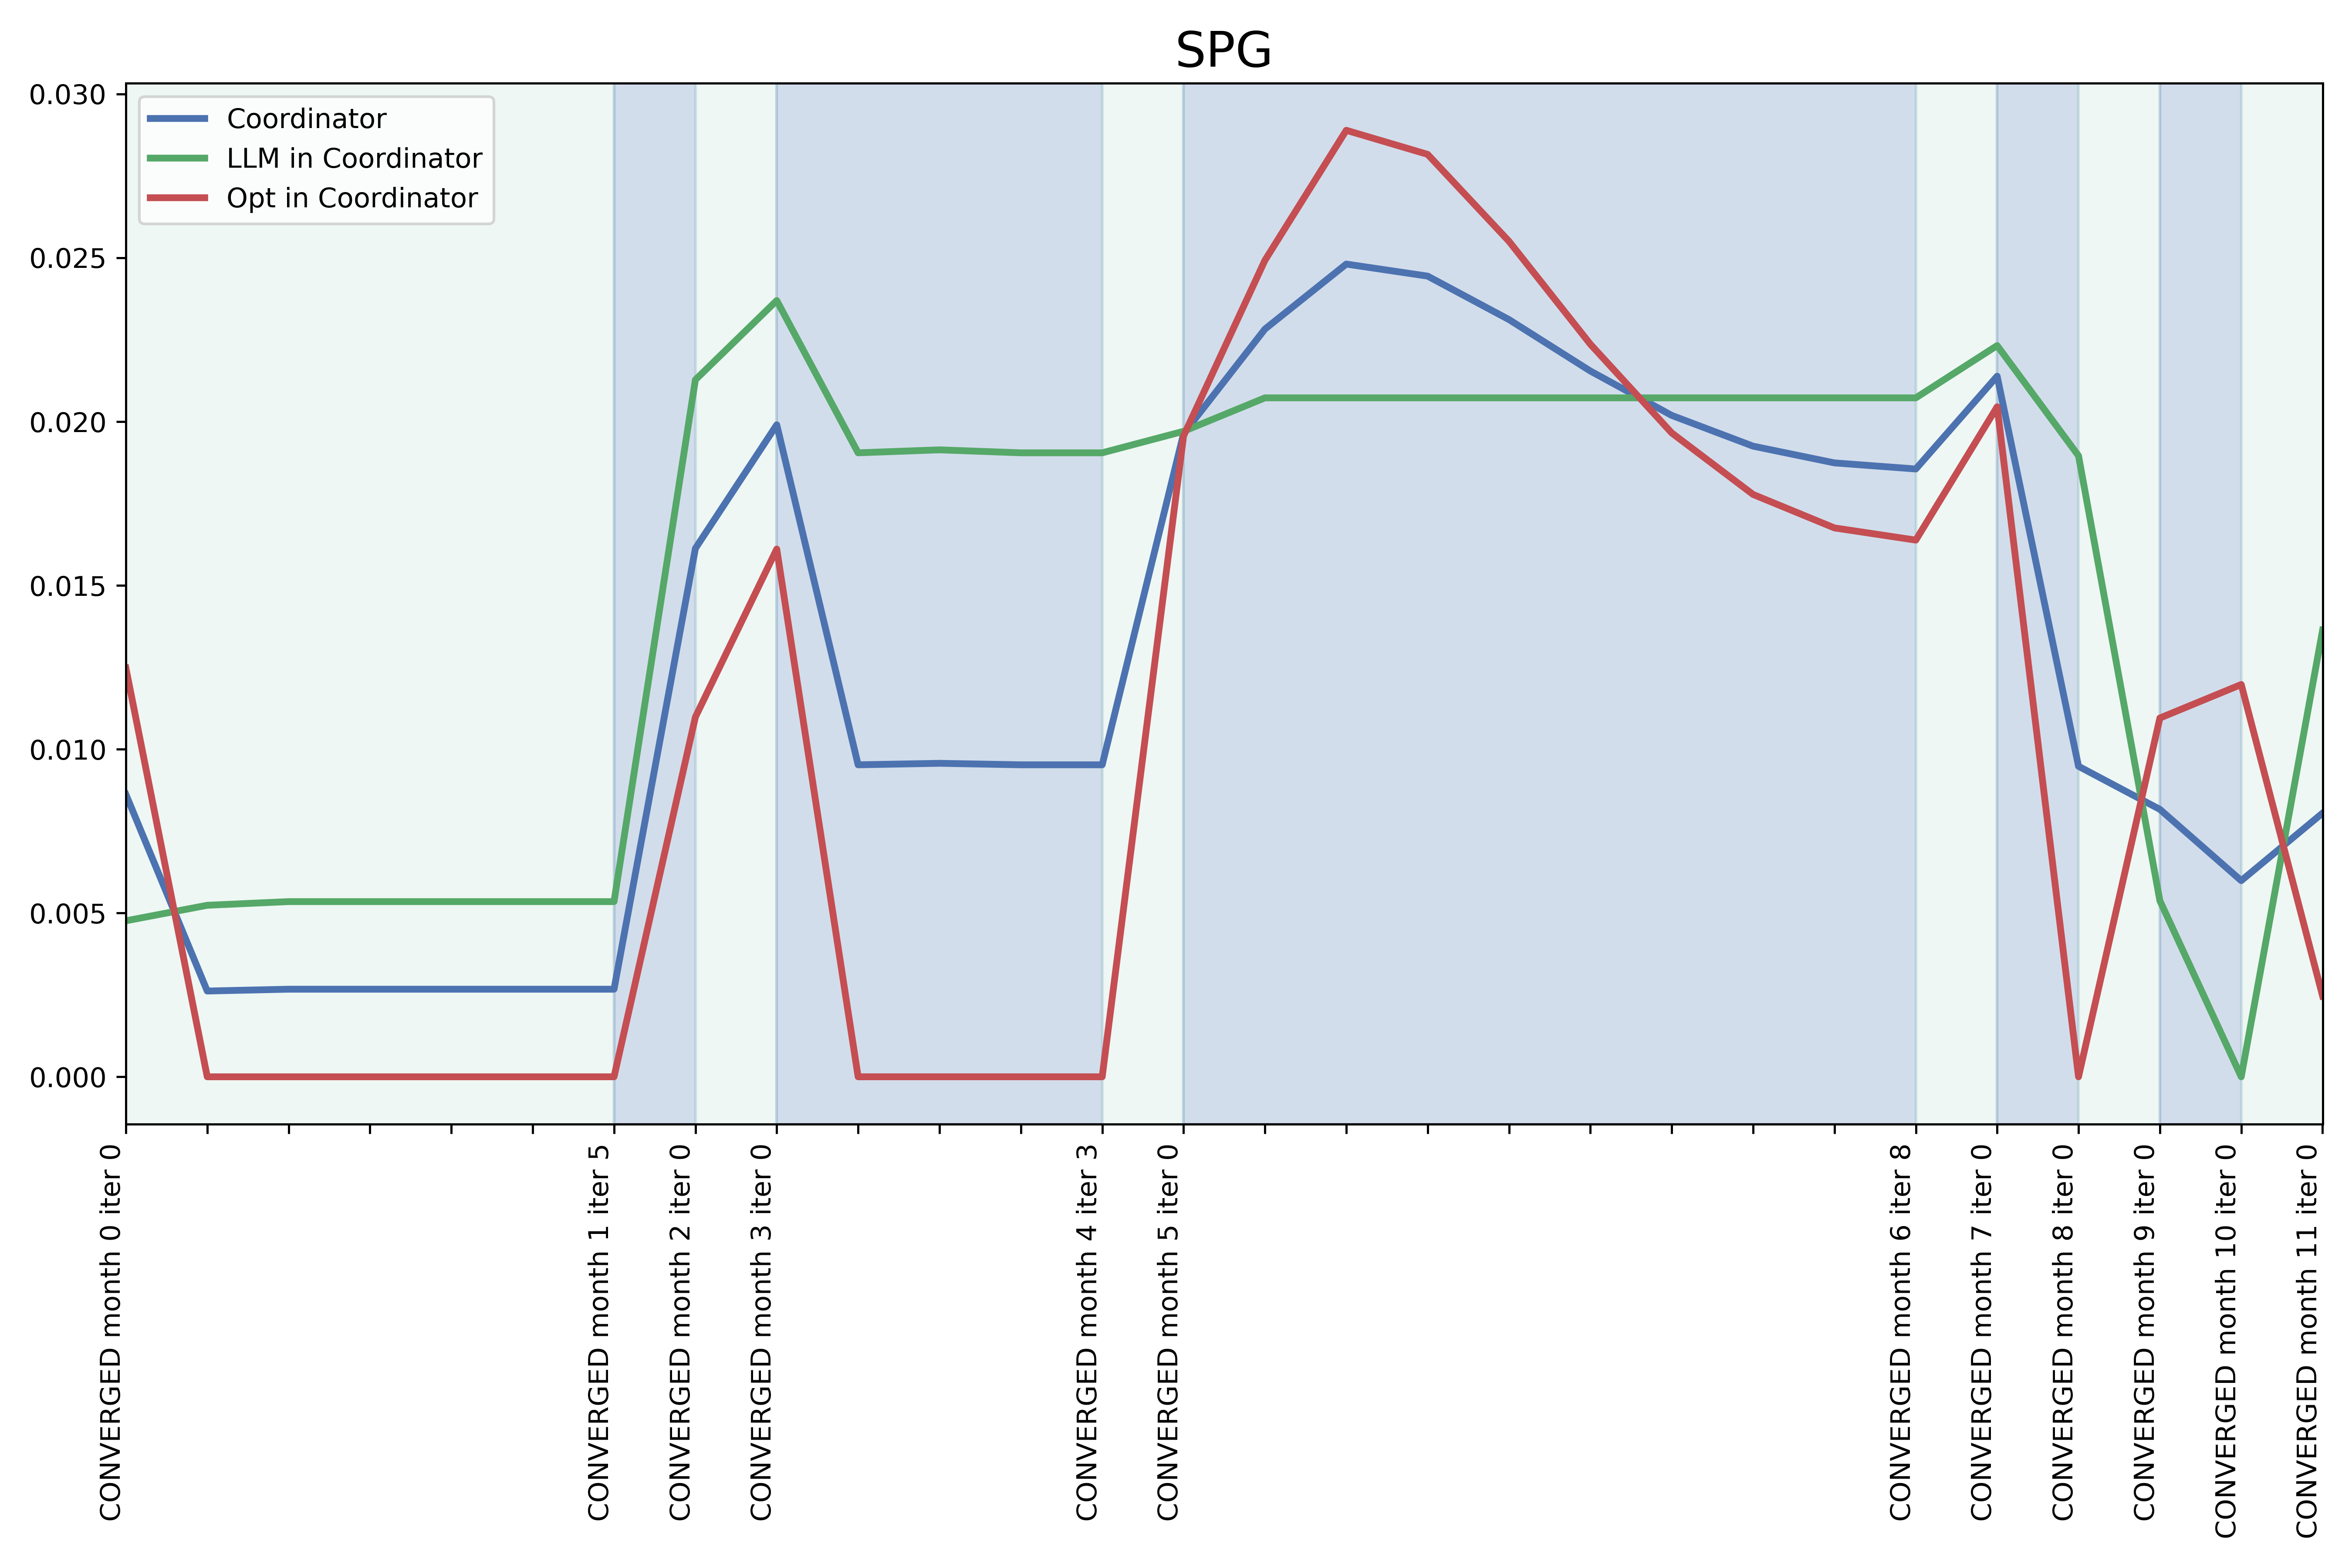 SPG
0.030
0.025
0.020
0.015
0.010
0.005
0.000
Coordinator
LLM in Coordinator
Opt in Coordinator
CONVERGED month 0 iter 0
CONVERGED month 1 iter 5
CONVERGED month 2 iter 0
CONVERGED month 3 iter 0
CONVERGED month 4 iter 3
CONVERGED month 5 iter 0
CONVERGED month 6 iter 8
CONVERGED month 7 iter 0
CONVERGED month 8 iter 0
CONVERGED month 9 iter 0
CONVERGED month 10 iter 0
CONVERGED month 11 iter 0